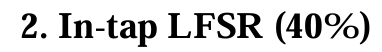 2. In-tap LFSR (40%)